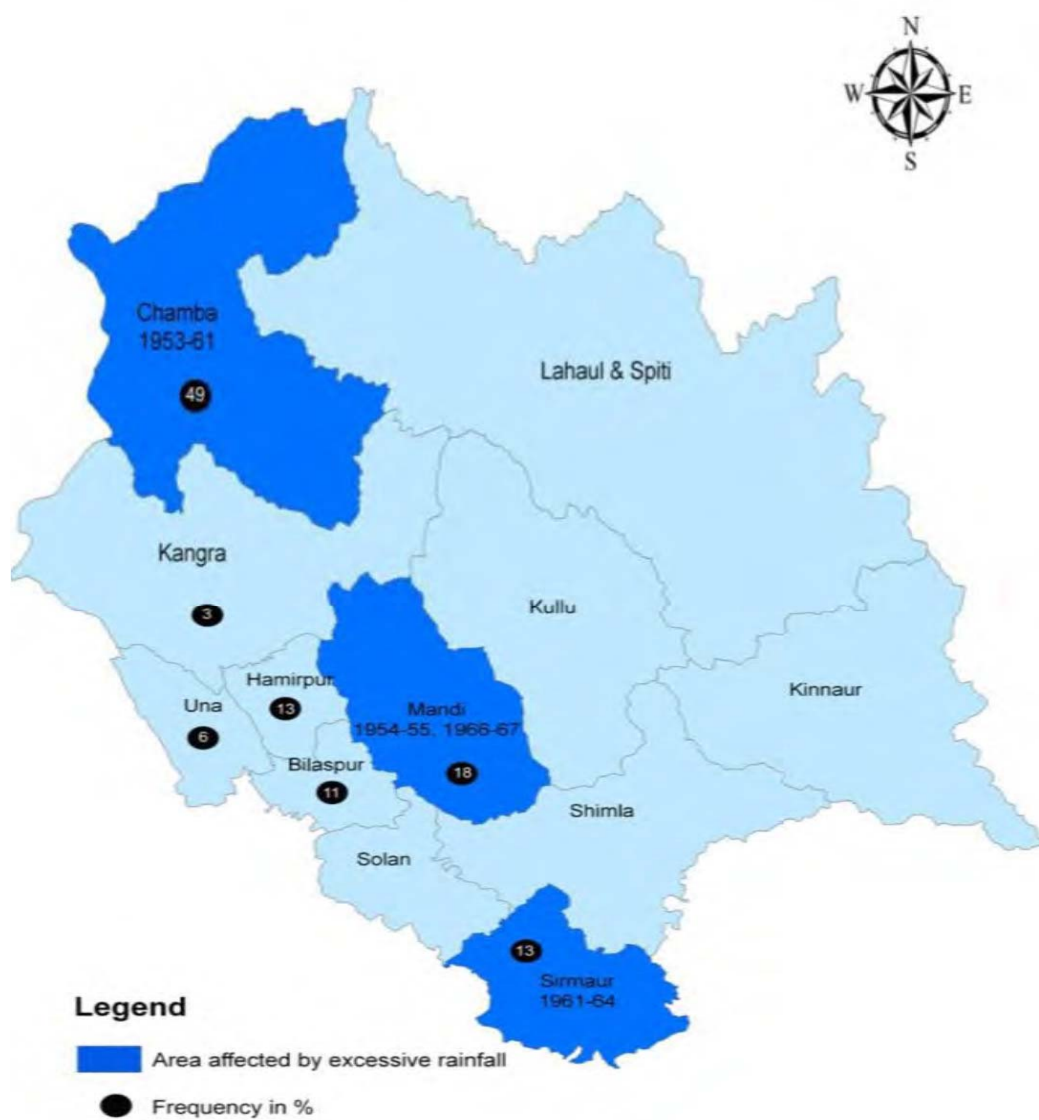 N
W
E
S
Chamba
1953-61
49
Lahaul & Spiti
Kangra
3
Kullu
Hamirpur
13
Una
6
Mandi
1954-55, 1966-67
18
Kinnaur
Bilaspur
11
Shimla
Solan
13
Sirmaur
1961-64
Legend
Area affected by excessive rainfall
Frequency in %